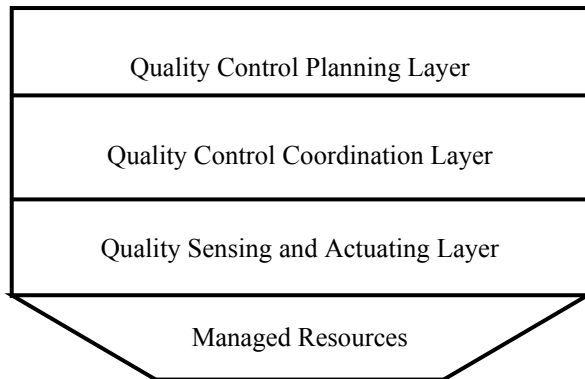 Quality Control Planning Layer
Quality Control Coordination Layer
Quality Sensing and Actuating Layer
Managed Resources